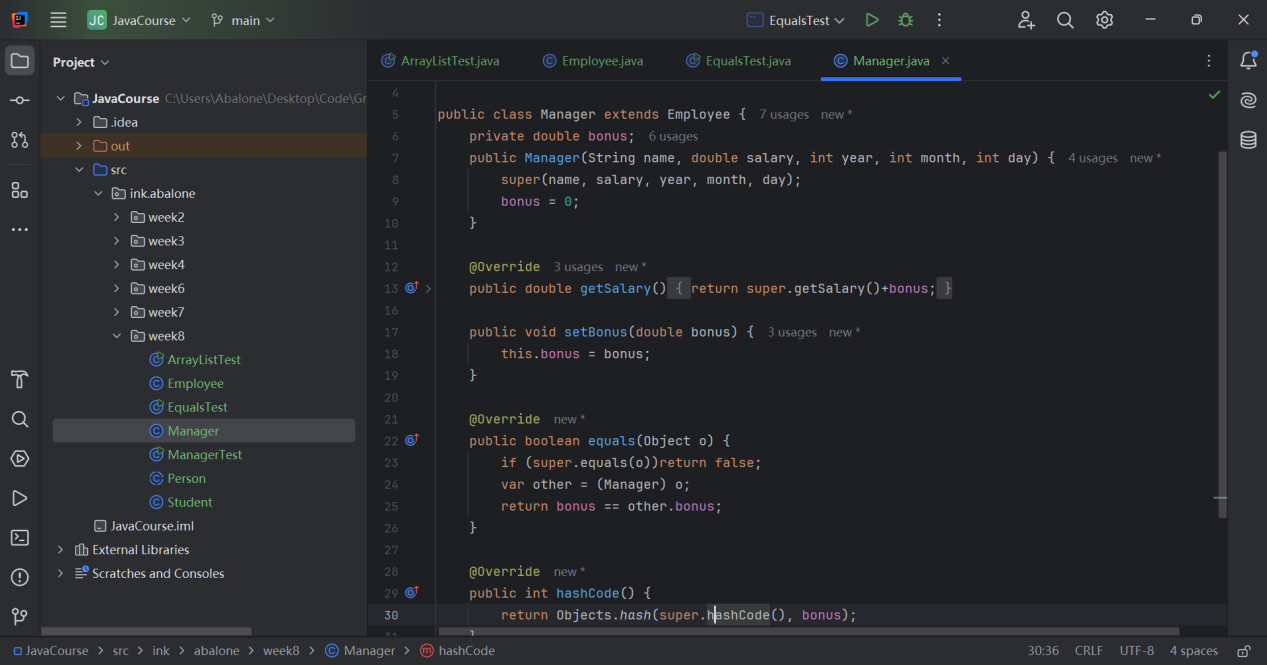 JC JavaCourse main EqualsTest
Project
ArrayListTest.java Employee.java EqualsTest.java Manager.java
JavaCourse C:\Users\Abalone\Desktop\Code\Gr
.idea
out
src
ink.abalone
week2
week3
week4
week6
week7
week8
ArrayListTest
Employee
EqualsTest
Manager
ManagerTest
Person
Student
JavaCourse.iml
External Libraries
Scratches and Consoles
4
5 public class Manager extends Employee { 7 usages new *
6 private double bonus; 6 usages
7 public Manager(String name, double salary, int year, int month, int day) { 4 usages new *
8 super(name, salary, year, month, day);
9 bonus = 0;
10 }
11
12 @Override 3 usages new *
13 public double getSalary() { return super.getSalary()+bonus; }
16
17 public void setBonus(double bonus) { 3 usages new *
18 this.bonus = bonus;
19 }
20
21 @Override new *
22 public boolean equals(Object o) {
23 if (super.equals(o))return false;
24 var other = (Manager) o;
25 return bonus == other.bonus;
26 }
27
28 @Override new *
29 public int hashCode() {
30 return Objects.hash(super.hashCode(), bonus);
31 }
JavaCourse > src > ink > abalone > week8 > Manager > hashCode 30:36 CRLF UTF-8 4 spaces